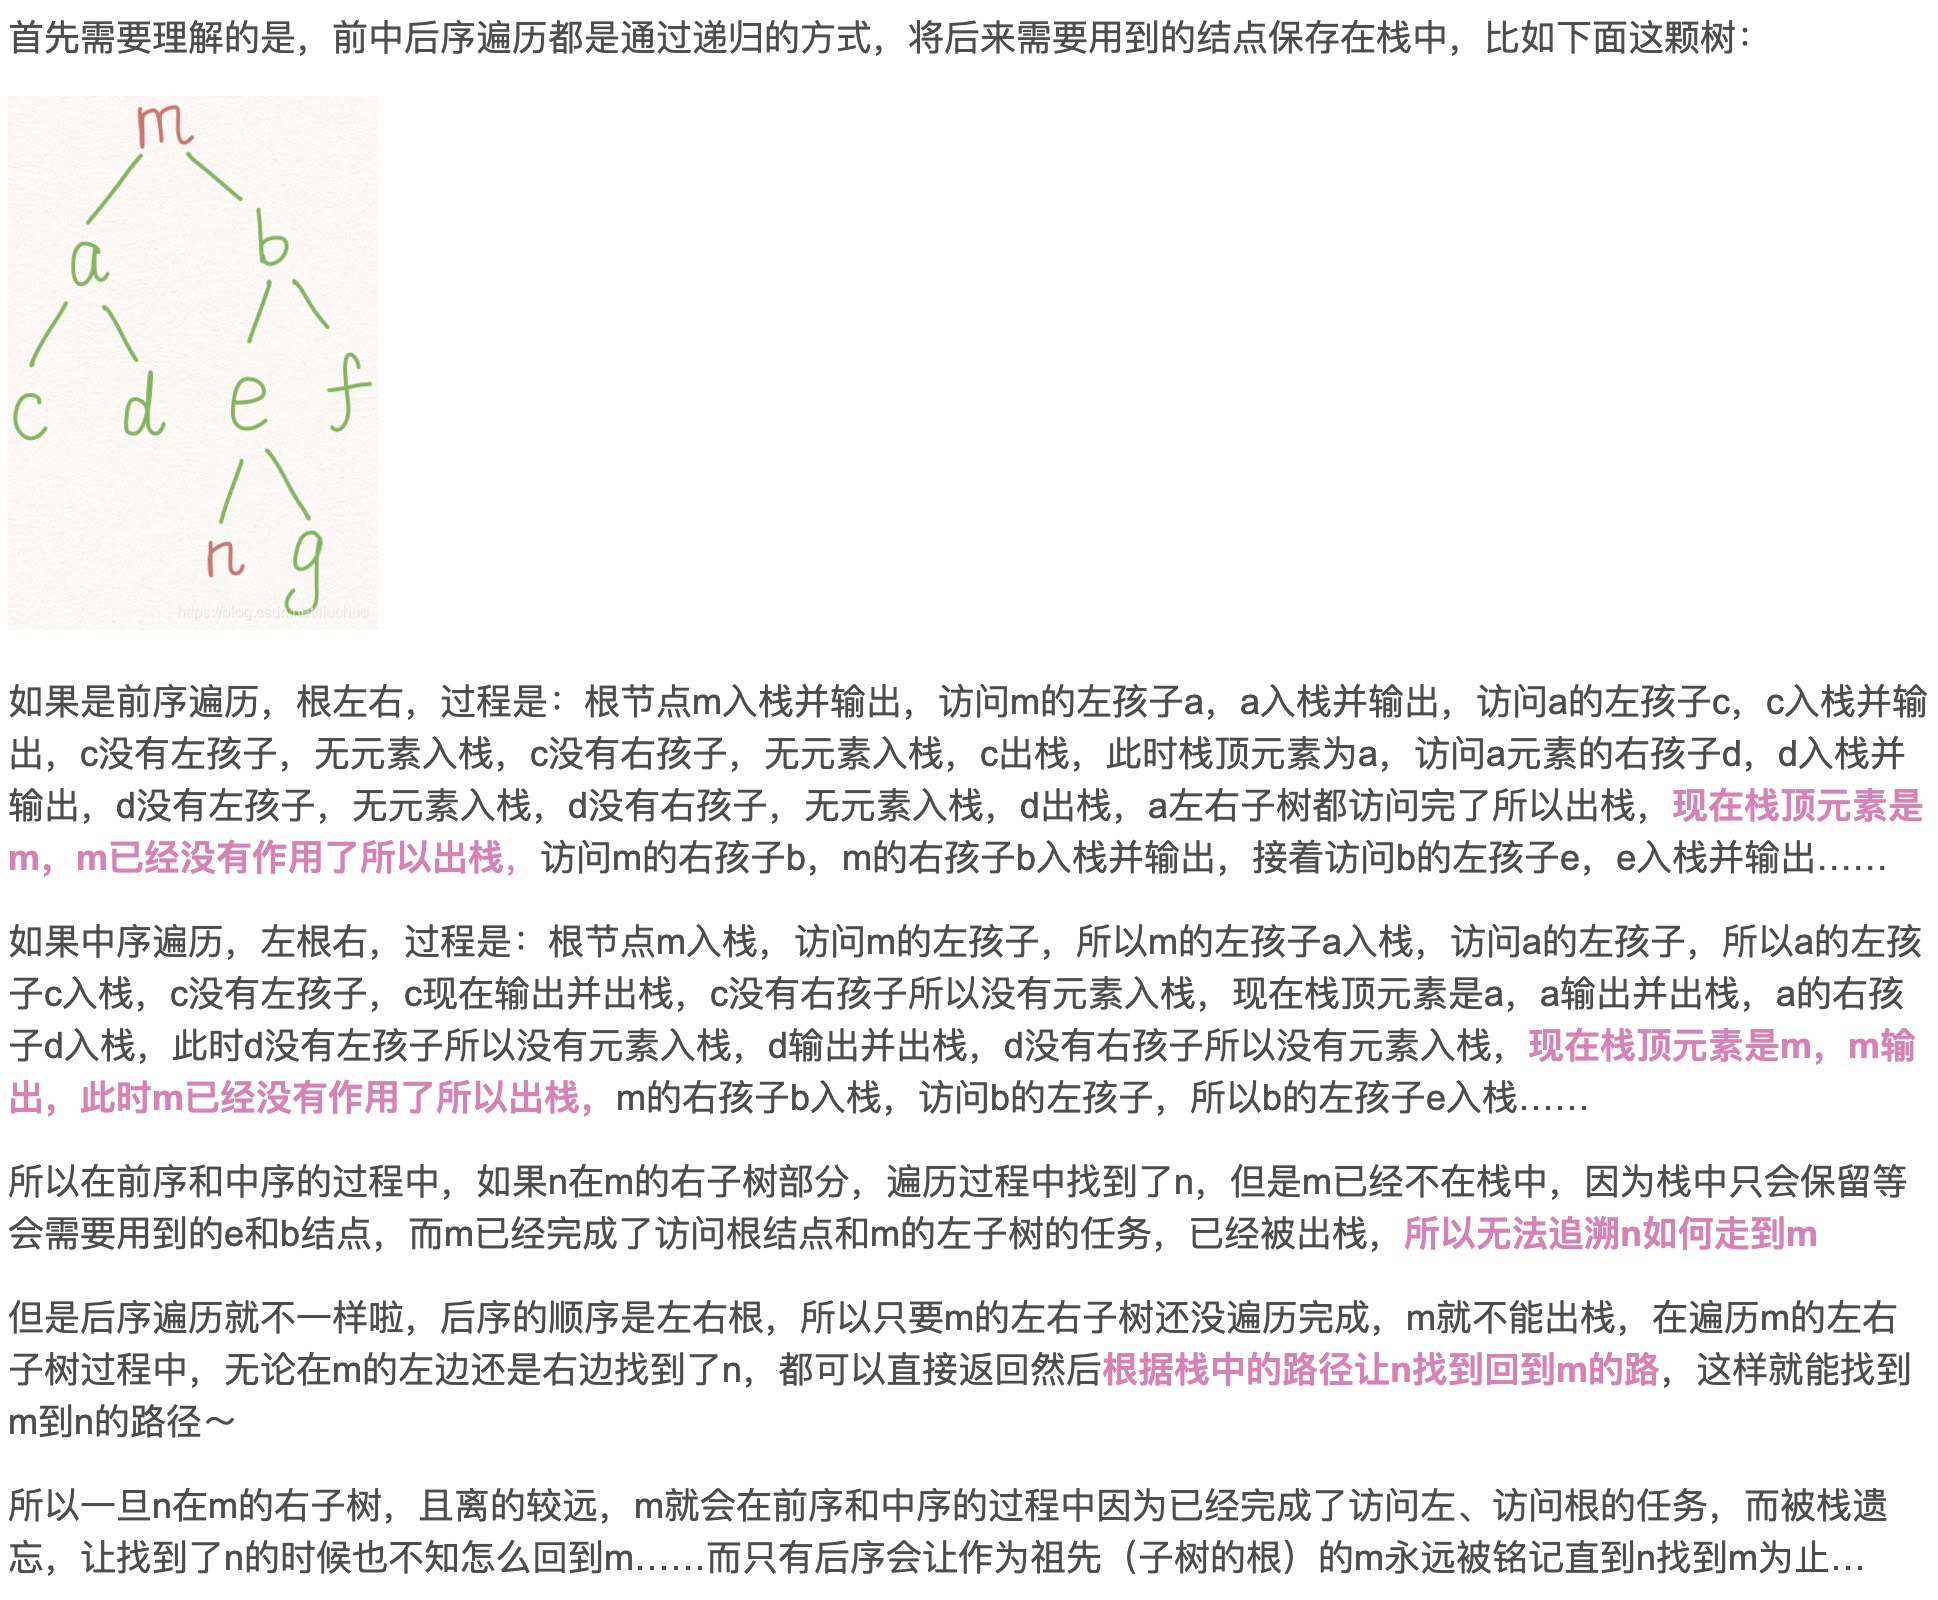 首先需要理解的是，前中后序遍历都是通过递归的方式，将后来需要用到的结点保存在栈中，比如下面这颗树：
m
a b
c d e f
n g
如果是前序遍历，根左右，过程是：根节点m入栈并输出，访问m的左孩子a，a入栈并输出，访问a的左孩子c，c入栈并输
出，c没有左孩子，无元素入栈，c没有右孩子，无元素入栈，c出栈，此时栈顶元素为a，访问a元素的右孩子d，d入栈并
输出，d没有左孩子，无元素入栈，d没有右孩子，无元素入栈，d出栈，a左右子树都访问完了所以出栈，现在栈顶元素是
m，m已经没有作用了所以出栈，访问m的右孩子b，m的右孩子b入栈并输出，接着访问b的左孩子e，e入栈并输出……
如果中序遍历，左根右，过程是：根节点m入栈，访问m的左孩子，所以m的左孩子a入栈，访问a的左孩子，所以a的左孩
子c入栈，c没有左孩子，c现在输出并出栈，c没有右孩子所以没有元素入栈，现在栈顶元素是a，a输出并出栈，a的右孩
子d入栈，此时d没有左孩子所以没有元素入栈，d输出并出栈，d没有右孩子所以没有元素入栈，现在栈顶元素是m，m输
出，此时m已经没有作用了所以出栈，m的右孩子b入栈，访问b的左孩子，所以b的左孩子e入栈……
所以在前序和中序的过程中，如果n在m的右子树部分，遍历过程中找到了n，但是m已经不在栈中，因为栈中只会保留等
会需要用到的e和b结点，而m已经完成了访问根结点和m的左子树的任务，已经被出栈，所以无法追溯n如何走到m
但是后序遍历就不一样啦，后序的顺序是左右根，所以只要m的左右子树还没遍历完成，m就不能出栈，在遍历m的左右
子树过程中，无论在m的左边还是右边找到了n，都可以直接返回然后根据栈中的路径让n找到回到m的路，这样就能找到
m到n的路径～
所以一旦n在m的右子树，且离的较远，m就会在前序和中序的过程中因为已经完成了访问左、访问根的任务，而被栈遗
忘，让找到了n的时候也不知怎么回到m……而只有后序会让作为祖先（子树的根）的m永远被铭记直到n找到m为止…